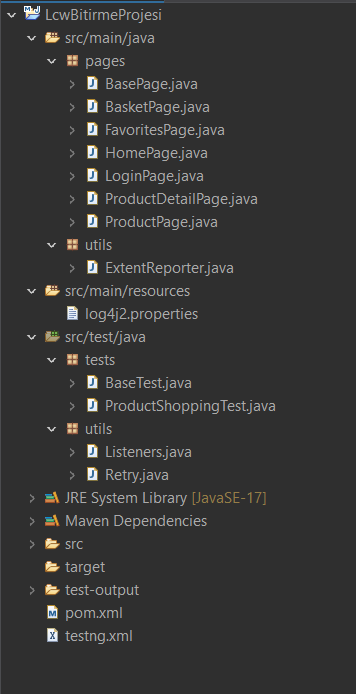 LcwBitirmeProjesi
src/main/java
pages
BasePage.java
BasketPage.java
FavoritesPage.java
HomePage.java
LoginPage.java
ProductDetailPage.java
ProductPage.java
utils
ExtentReporter.java
src/main/resources
log4j2.properties
src/test/java
tests
BaseTest.java
ProductShoppingTest.java
utils
Listeners.java
Retry.java
JRE System Library [JavaSE-17]
Maven Dependencies
src
target
test-output
pom.xml
testng.xml